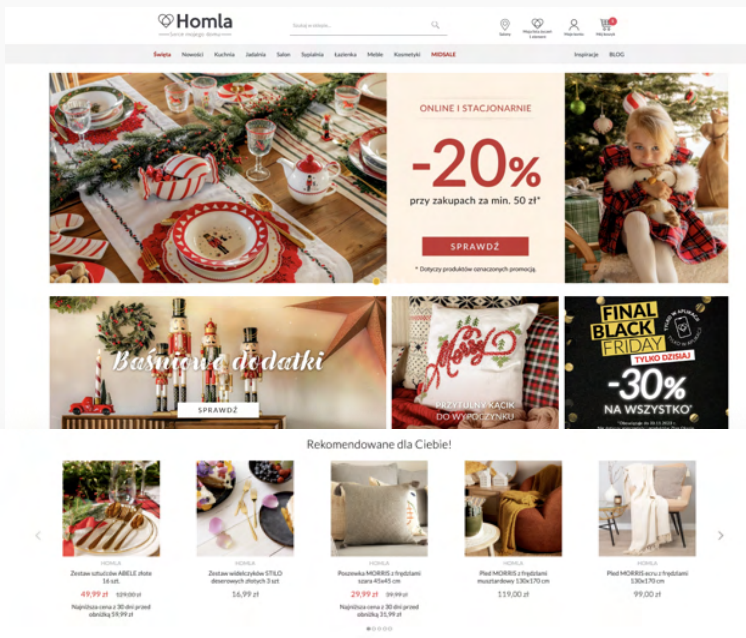 Homla
Święta Nowości Kuchnia Jadalnia Salon Sypialnia Łazienka Meble Kosmetyki MIDSALE Inspiracje BLOG
ONLINE I STACJONARNIE
-20%
przy zakupach za min. 50 zł*
SPRAWDŹ
* Dotyczy produktów oznaczonych promocją.
Baśniowe dodatki
SPRAWDŹ
Merry
PRZYTULNY KĄCIK
DO WYPOCZYNKU
FINAL
BLACK
FRIDAY
TYLKO W APLIKACJI
TYLKO DZISIAJ
-30%
NA WSZYSTKO*
Rekomendowane dla Ciebie!
HOMLA
Zestaw sztućców ABELE złote
16 szt.
49,99 zł 129,00 zł
Najniższa cena z 30 dni przed
obniżką 59,99 zł
HOMLA
Zestaw widelczyków STILO
deserowych złotych 3 szt.
16,99 zł
HOMLA
Poszewka MORRIS z frędzlami
szara 45x45 cm
29,99 zł 39,99 zł
Najniższa cena z 30 dni przed
obniżką 31,99 zł
HOMLA
Pled MORRIS z frędzlami
musztardowy 130x170 cm
119,00 zł
HOMLA
Pled MORRIS ecru z frędzlami
130x170 cm
99,00 zł